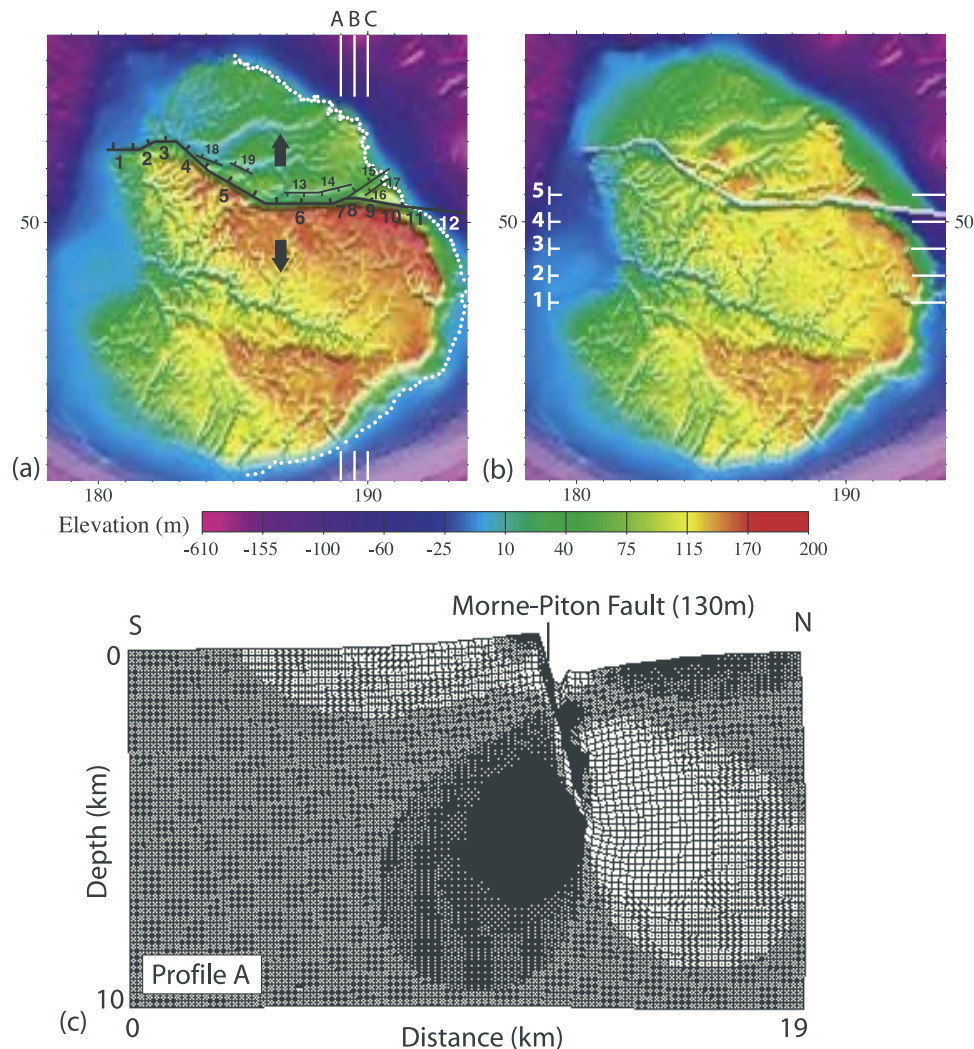 A B C
18
19
1 2 3 4
5
13 14
15
17
16
6
7 8 9 10 11 12
50
(a)
180 190
5
4
3
2
1
50
(b)
180 190
Elevation (m)
-610 -155 -100 -60 -25 10 40 75 115 170 200
Morne-Piton Fault (130m)
S N
0
Depth (km)
Profile A
10
(c)
0 Distance (km) 19